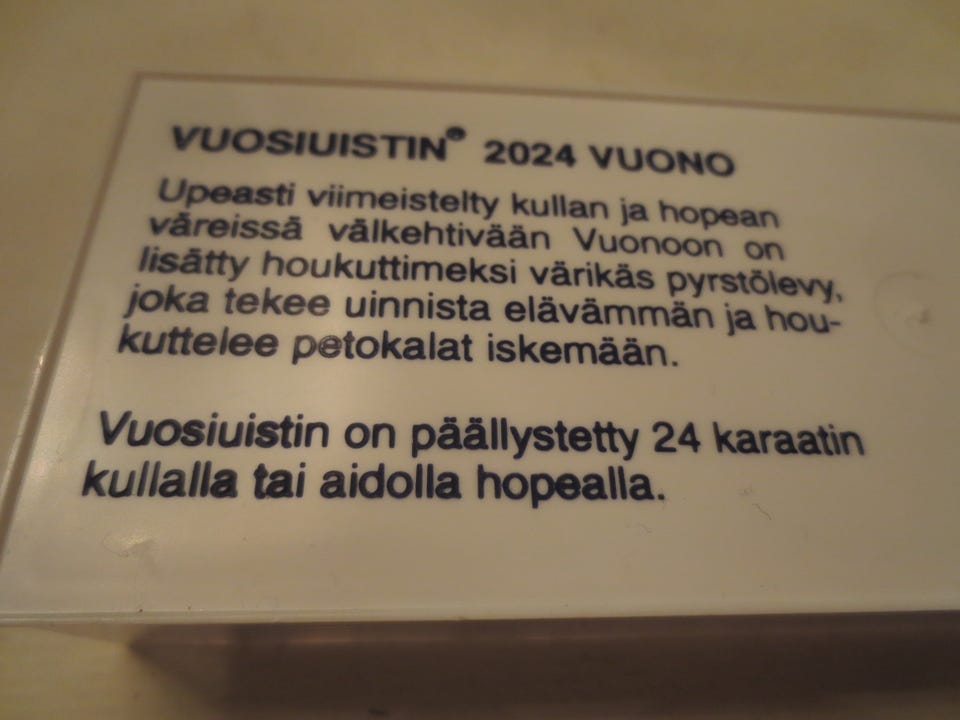 VUOSIUISTIN® 2024 VUONO
Upeasti viimeistelty kullan ja hopean
väreissä välkehtivään Vuonoon on
lisätty houkuttimeksi värikäs pyrstölevy,
joka tekee uinnista elävämmän ja hou-
kuttelee petokalat iskemään.
Vuosiuistin on päällystetty 24 karaatin
kullalla tai aidolla hopealla.